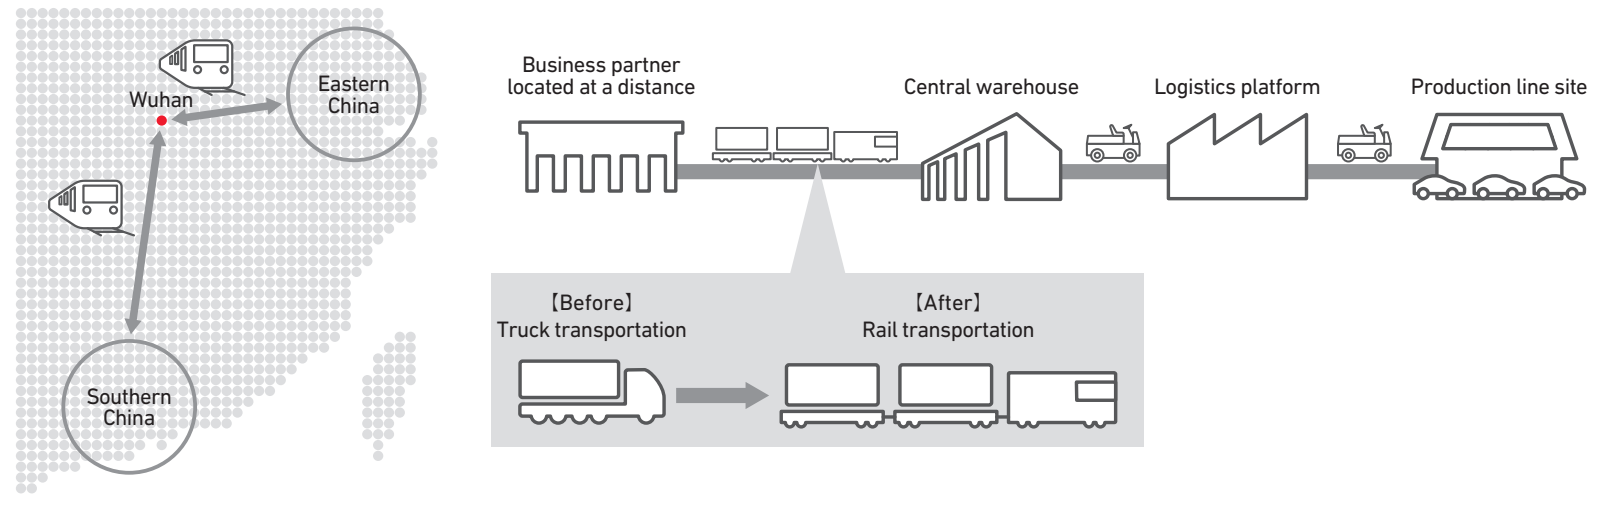 Wuhan
Eastern
China
Southern
China
Business partner
located at a distance
Central warehouse
Logistics platform
Production line site
【Before】
Truck transportation
【After】
Rail transportation